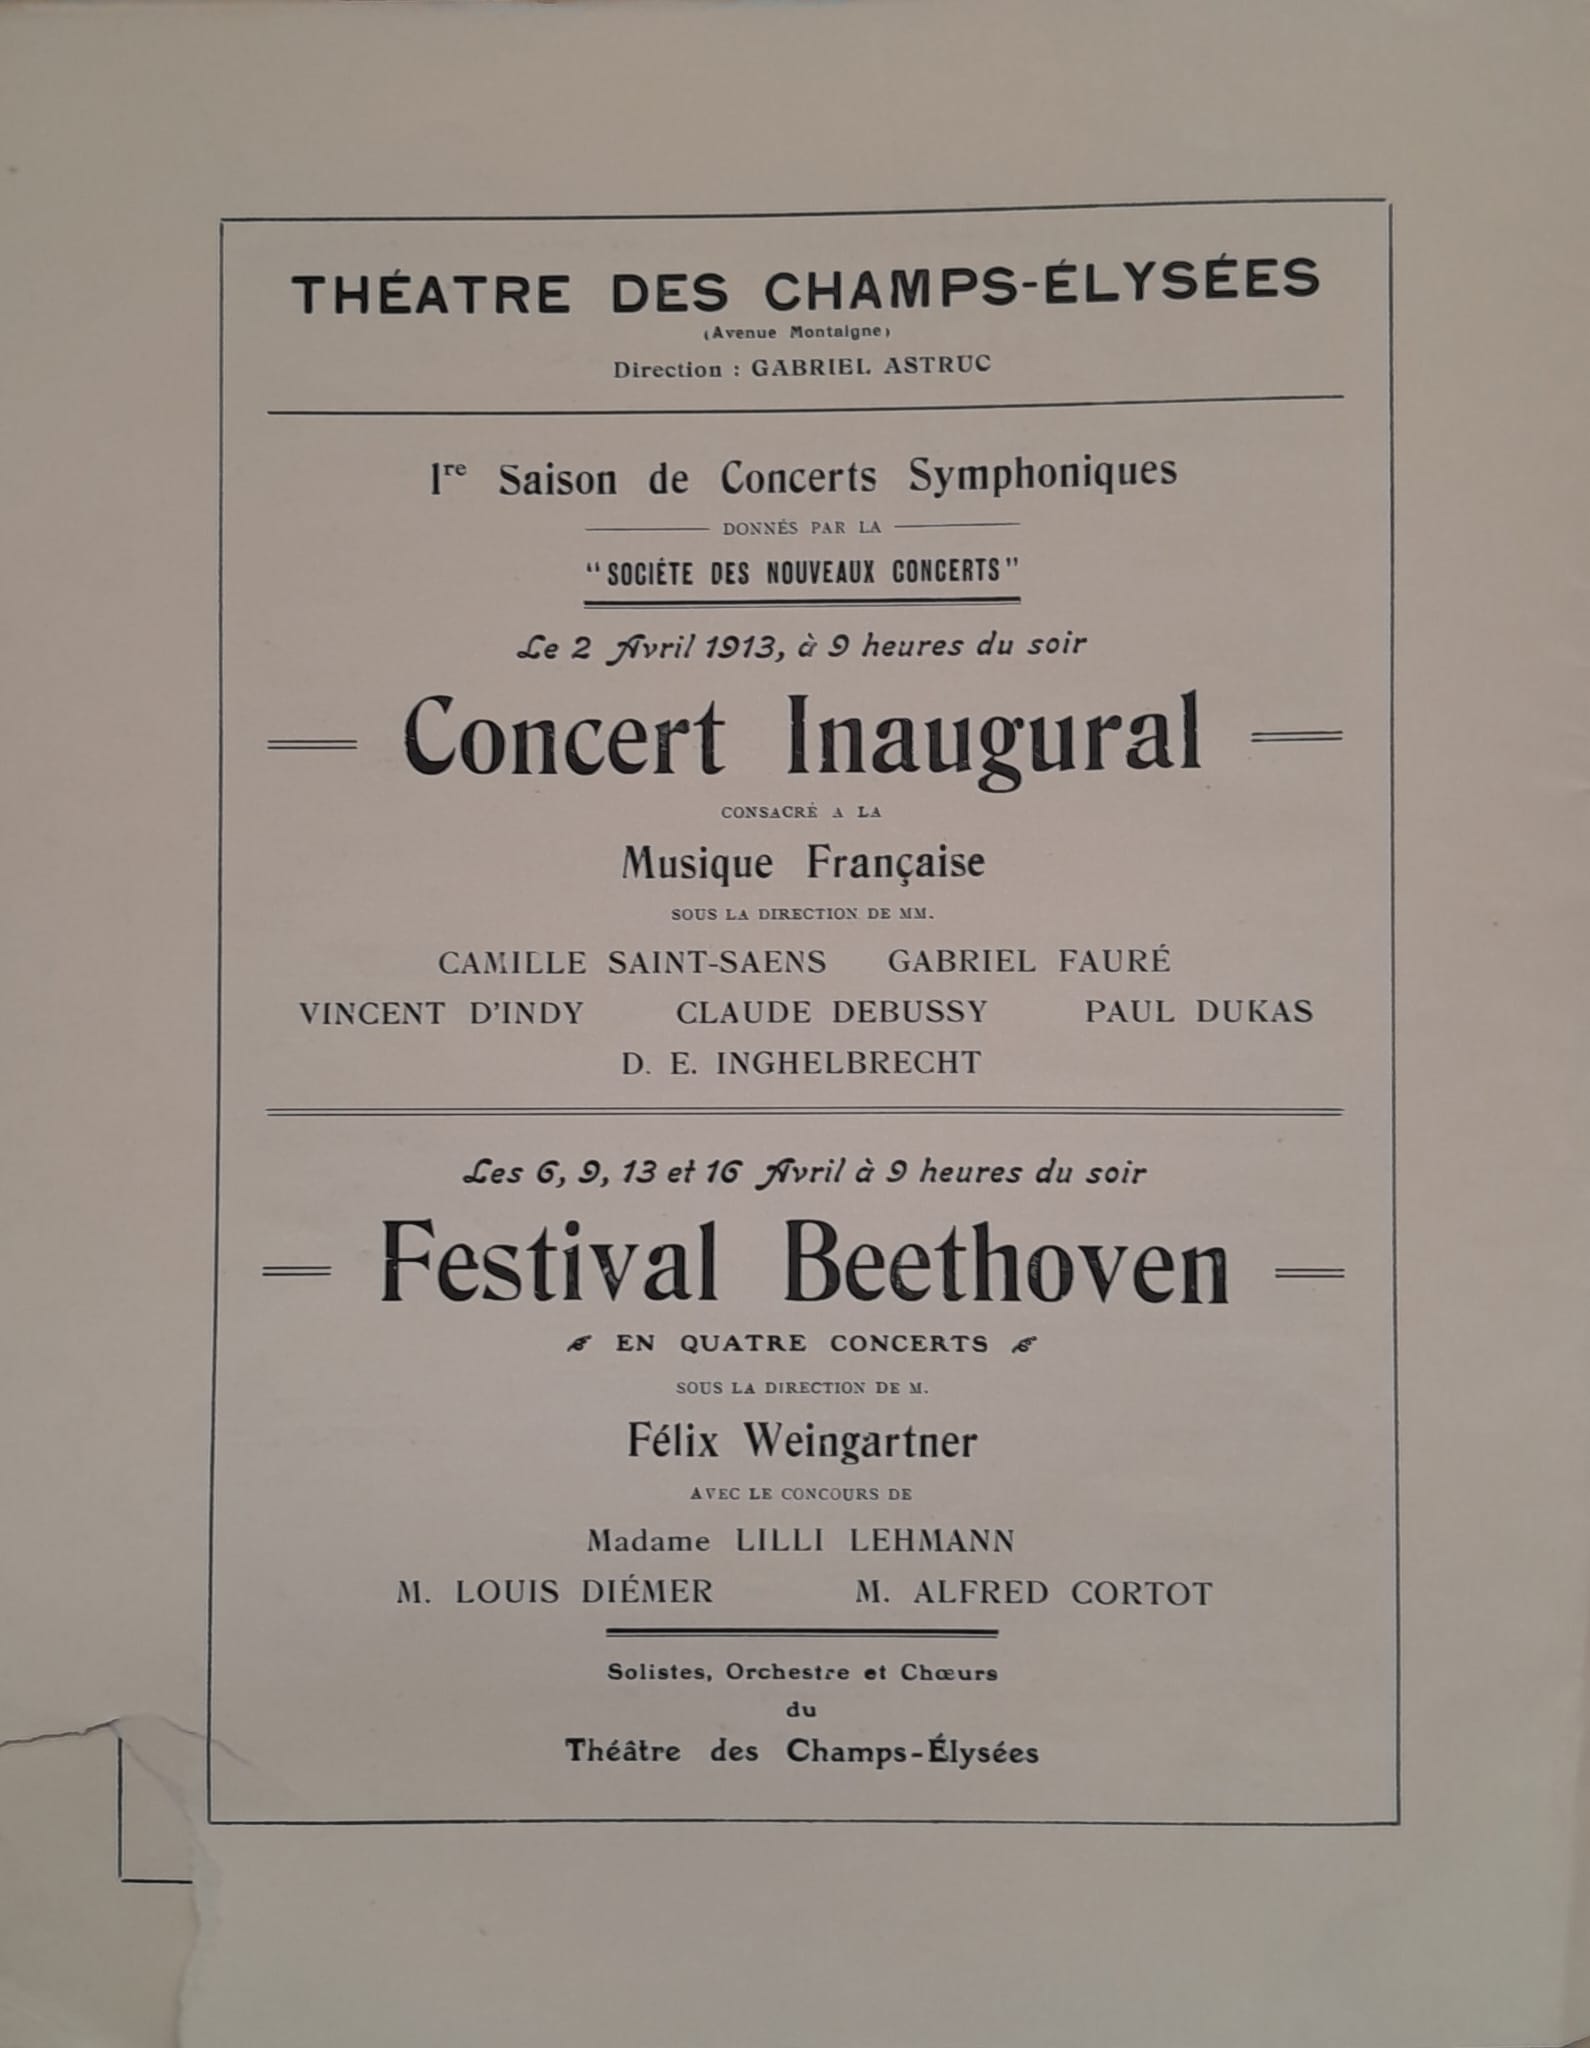 THÉATRE DES CHAMPS-ÉLYSÉES
(Avenue Montaigne)
Direction : GABRIEL ASTRUC
1re Saison de Concerts Symphoniques
DONNÉS PAR LA
"SOCIÉTE DES NOUVEAUX CONCERTS"
Le 2 Avril 1913, à 9 heures du soir
Concert Inaugural
CONSACRÉ A LA
Musique Française
SOUS LA DIRECTION DE MM.
CAMILLE SAINT-SAENS GABRIEL FAURÉ
VINCENT D'INDY CLAUDE DEBUSSY PAUL DUKAS
D. E. INGHELBRECHT
Les 6, 9, 13 et 16 Avril à 9 heures du soir
Festival Beethoven
EN QUATRE CONCERTS
SOUS LA DIRECTION DE M.
Félix Weingartner
AVEC LE CONCOURS DE
Madame LILLI LEHMANN
M. LOUIS DIÉMER M. ALFRED CORTOT
Solistes, Orchestre et Chœurs
du
Théâtre des Champs-Élysées